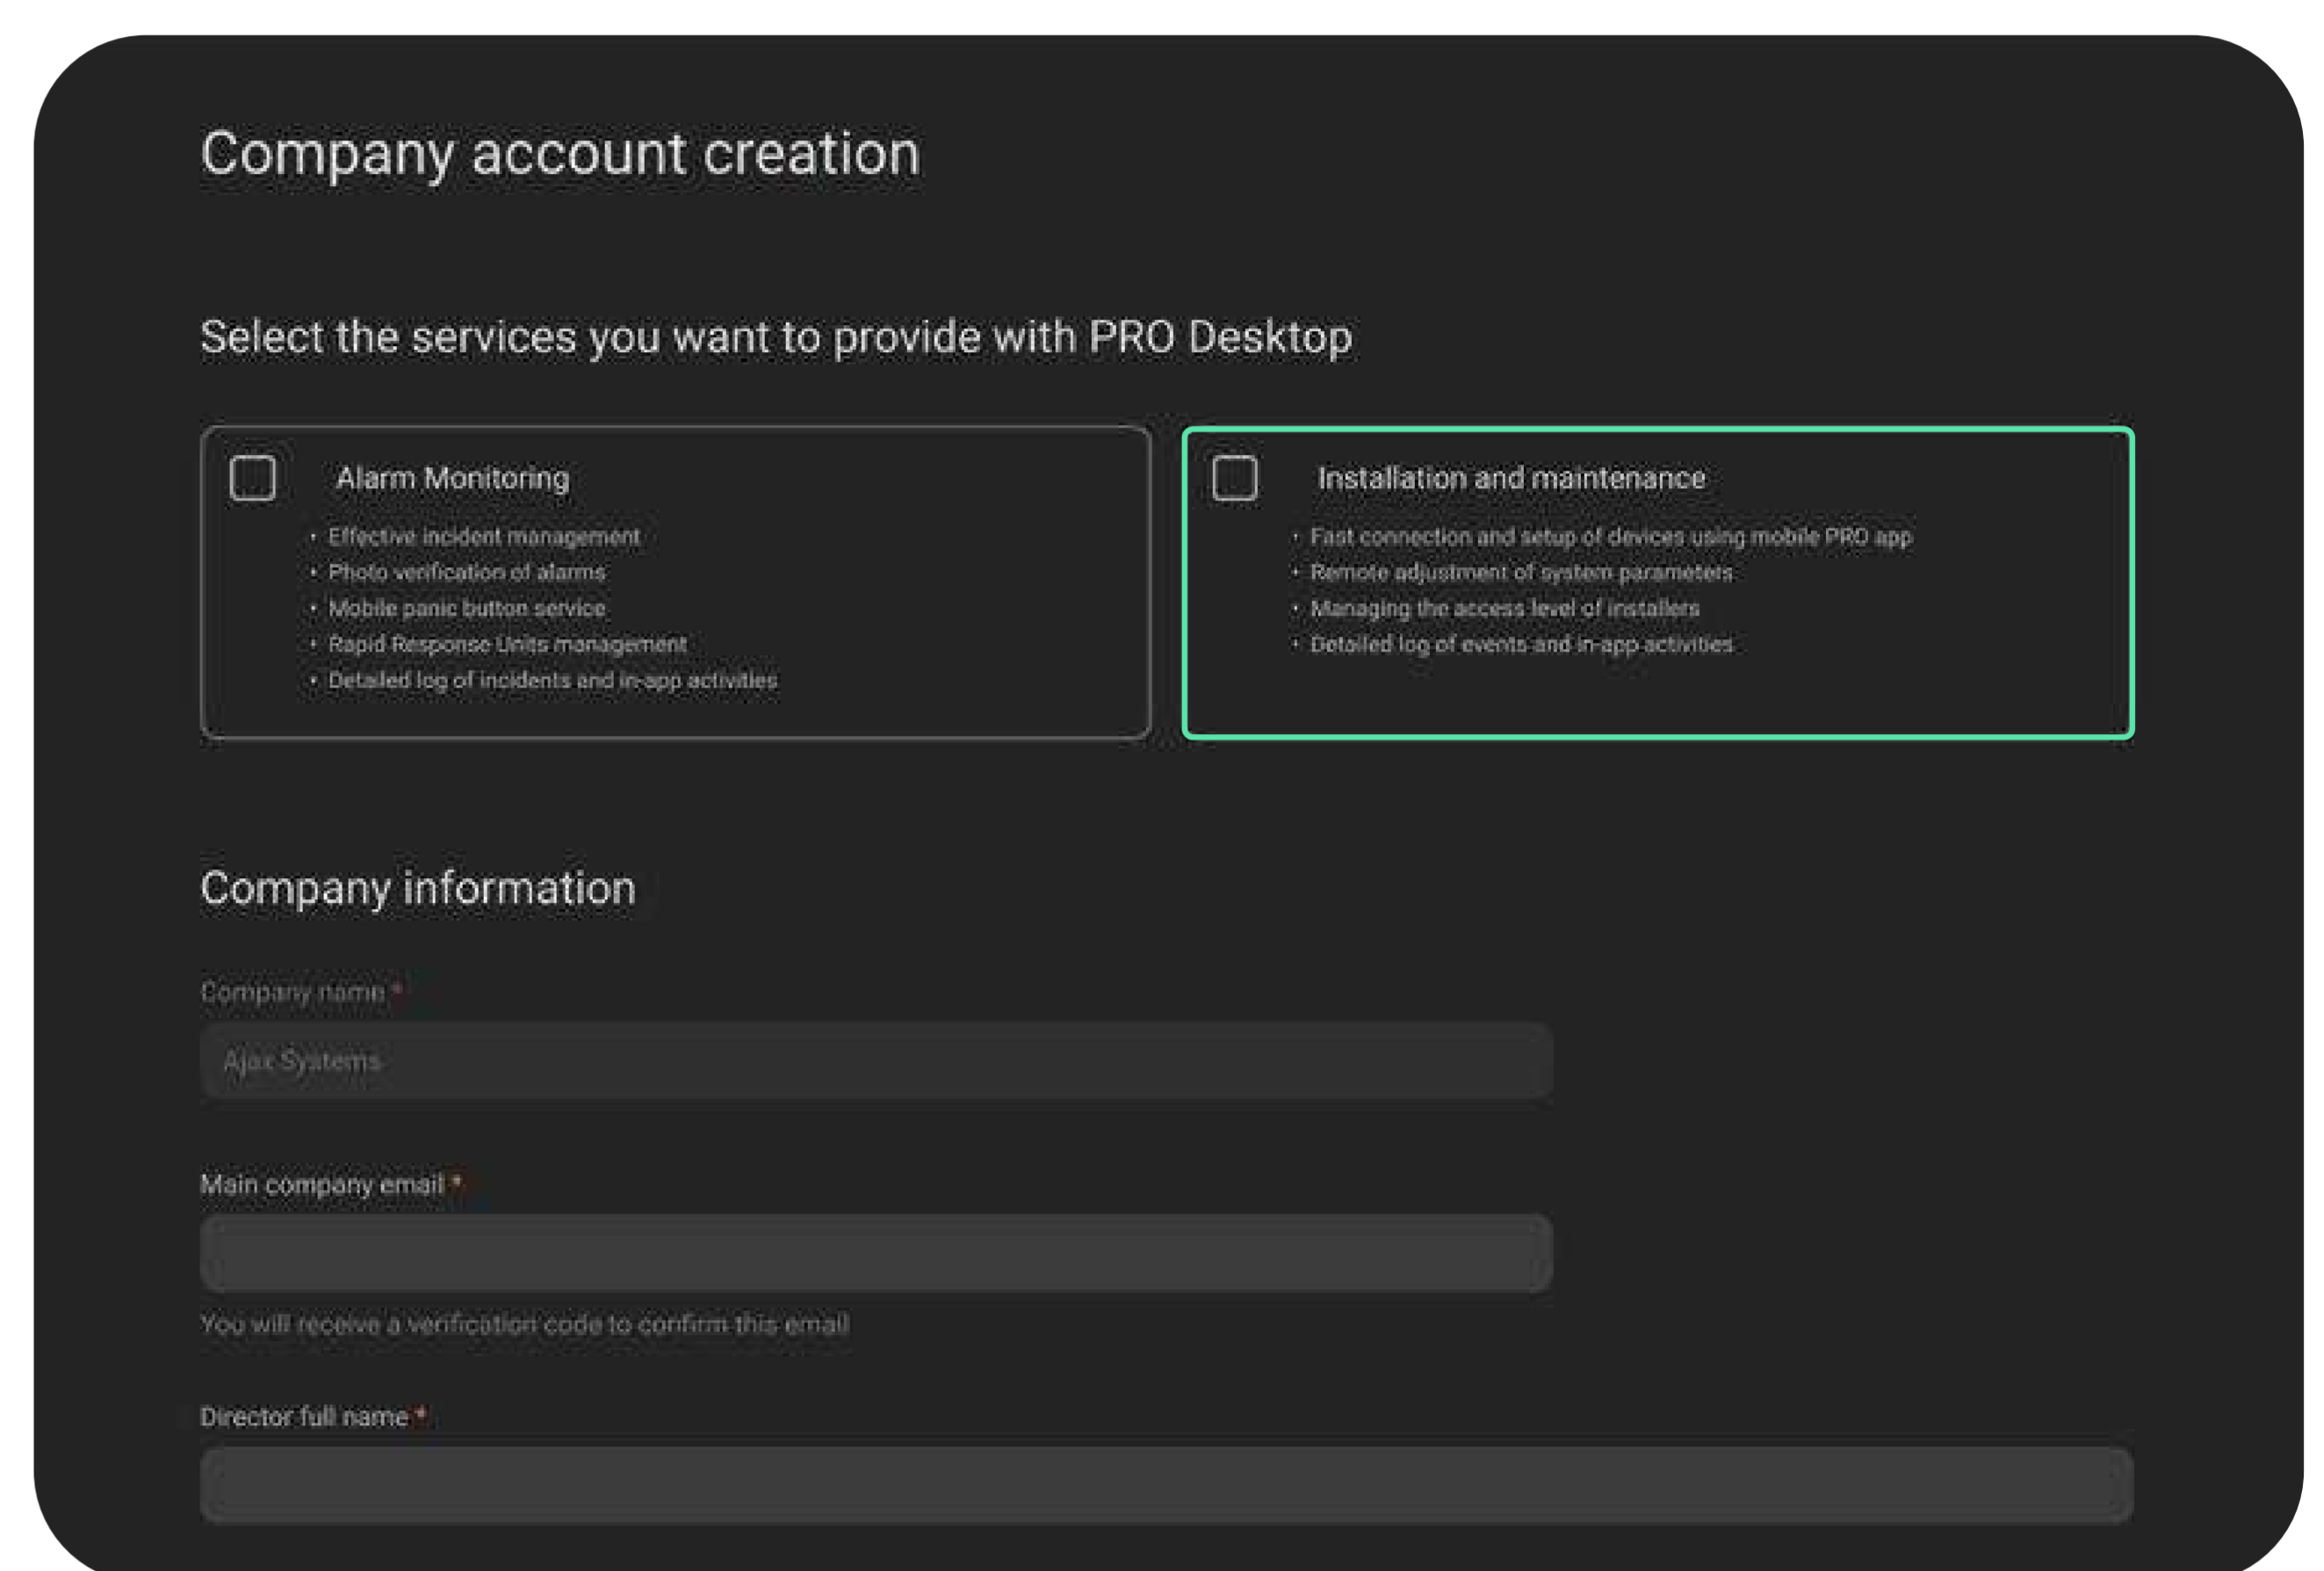 Company account creation
Select the services you want to provide with PRO Desktop
Alarm Monitoring
• Effective incident management
• Photo verification of alarms
• Mobile panic button service
• Rapid Response Units management
• Detailed log of incidents and in-app activities
Installation and maintenance
• Fast connection and setup of devices using mobile PRO app
• Remote adjustment of system parameters
• Managing the access level of installers
• Detailed log of events and in-app activities
Company information
Company name *
Ajax Systems
Main company email *
You will receive a verification code to confirm this email
Director full name *